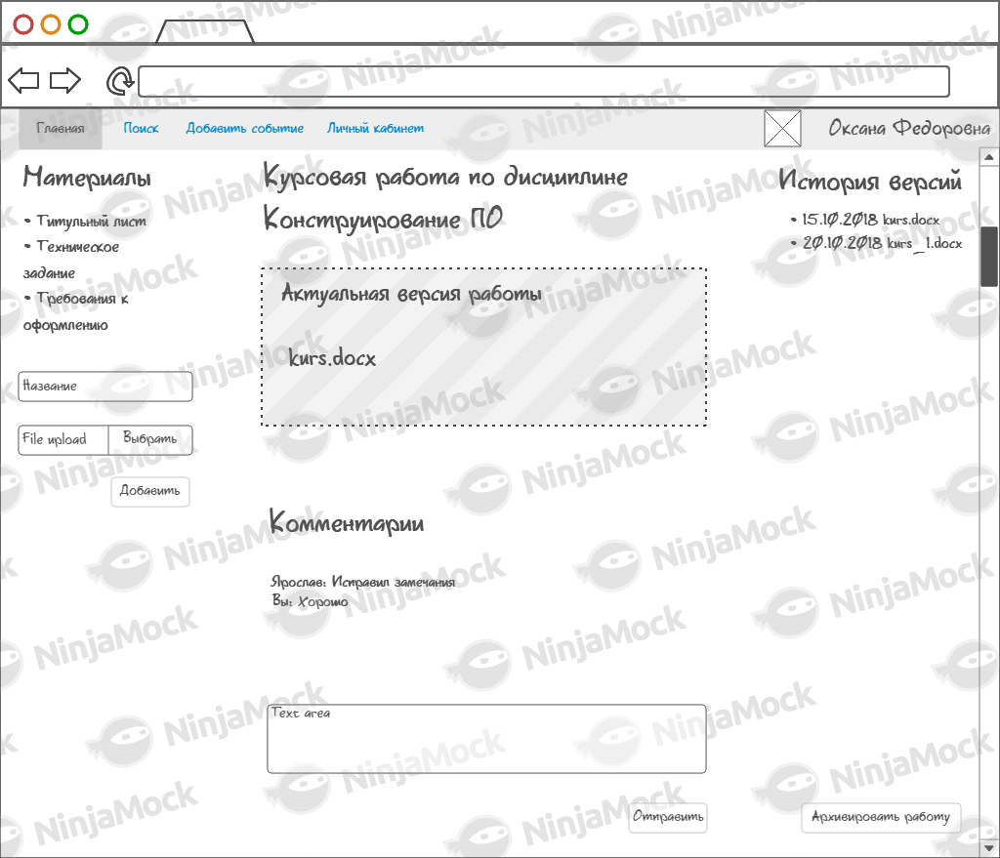 Главная Поиск Добавить событие Личный кабинет Оксана Федоровна
Материалы
• Титульный лист
• Техническое
задание
• Требования к
оформлению
Название
File upload Выбрать
Добавить
Курсовая работа по дисциплине
Конструирование ПО
Актуальная версия работы
kurs.docx
Комментарии
Ярослав: Исправил замечания
Вы: Хорошо
Text area
Отправить
История версий
• 15.10.2018 kurs.docx
• 20.10.2018 kurs_1.docx
Архивировать работу
NinjaMock